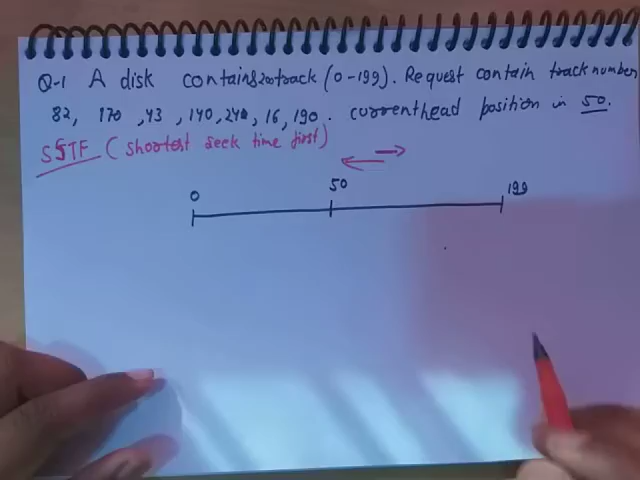 Q-1 A disk contains 200 track (0-199). Request contain track number
82, 170, 43, 140, 24, 16, 190. current head position in 50.
SSTF (shortest seek time first)
0 50 199